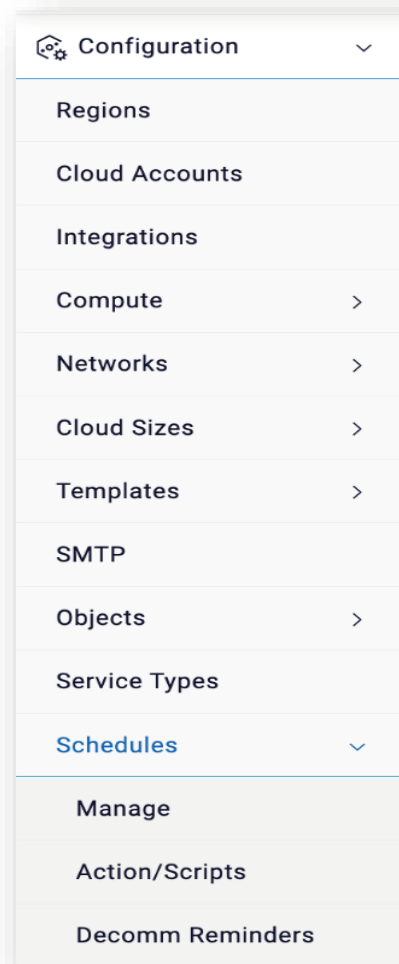 Configuration
Regions
Cloud Accounts
Integrations
Compute
Networks
Cloud Sizes
Templates
SMTP
Objects
Service Types
Schedules
Manage
Action/Scripts
Decomm Reminders